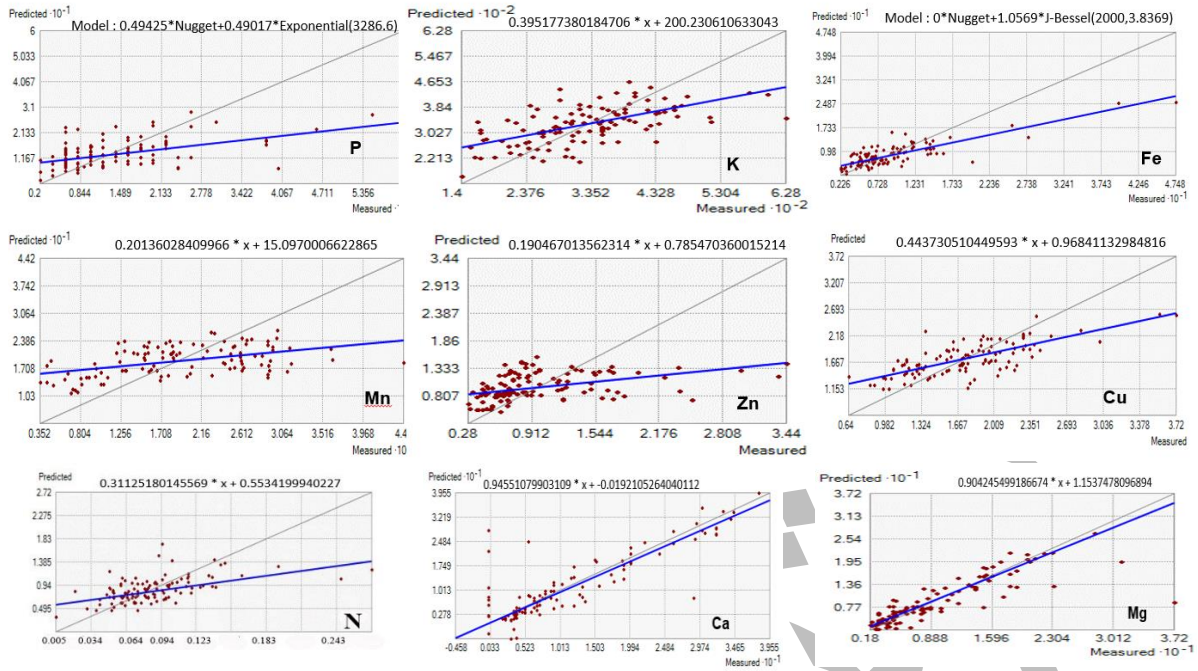 Predicted ·10⁻¹
Model : 0.49425*Nugget+0.49017*Exponential(3286.6)
6
5.033
4.067
3.1
2.133
1.167
0.2
P
0.2 0.844 1.489 2.133 2.778 3.422 4.067 4.711 5.356
Measured ·
Predicted ·10⁻²
0.395177380184706 * x + 200.230610633043
6.28
5.467
4.653
3.84
3.027
2.213
K
1.4 2.376 3.352 4.328 5.304 6.28
Measured ·10⁻²
Predicted ·10⁻¹
Model : 0*Nugget+1.0569*J-Bessel(2000,3.8369)
4.748
3.994
3.241
2.487
1.733
0.98
Fe
0.226 0.728 1.231 1.733 2.236 2.738 3.241 3.743 4.246 4.748
Measured ·10⁻¹
Predicted ·10⁻¹
0.20136028409966 * x + 15.0970006622865
4.42
3.742
3.064
2.386
1.708
1.03
Mn
0.352 0.804 1.256 1.708 2.16 2.612 3.064 3.516 3.968 4.4
Measured ·10
Predicted
0.190467013562314 * x + 0.785470360015214
3.44
2.913
2.387
1.86
1.333
0.807
Zn
0.28 0.912 1.544 2.176 2.808 3.44
Measured
Predicted
0.443730510449593 * x + 0.96841132984816
3.72
3.207
2.693
2.18
1.667
1.153
Cu
0.64 0.982 1.324 1.667 2.009 2.351 2.693 3.036 3.378 3.72
Measured
Predicted
0.31125180145569 * x + 0.5534199940227
2.72
2.275
1.83
1.385
0.94
0.495
N
0.005 0.034 0.064 0.094 0.123 0.183 0.243
Predicted ·10⁻¹
0.94551079903109 * x + -0.0192105264040112
3.955
3.219
2.484
1.749
1.013
0.278
Ca
-0.458 0.033 0.523 1.013 1.503 1.994 2.484 2.974 3.465 3.955
Measured ·10⁻¹
Predicted ·10⁻¹
0.904245499186674 * x + 1.1537478096894
3.72
3.13
2.54
1.95
1.36
0.77
Mg
0.18 0.888 1.596 2.304 3.012 3.72
Measured ·10⁻¹